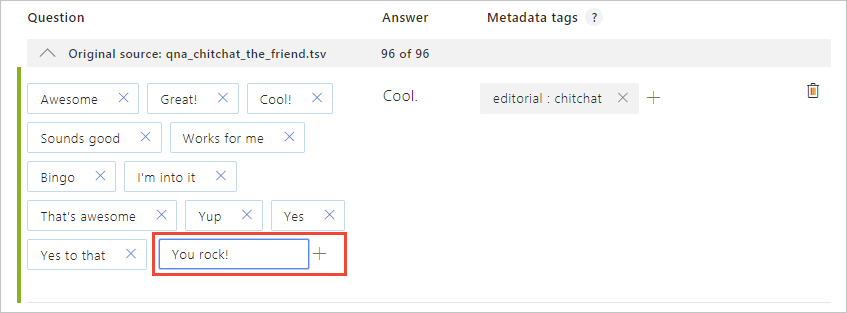 Question Answer Metadata tags ?
Original source: qna_chitchat_the_friend.tsv 96 of 96
Awesome Great! Cool! Cool. editorial : chitchat
Sounds good Works for me
Bingo I'm into it
That's awesome Yup Yes
Yes to that You rock!